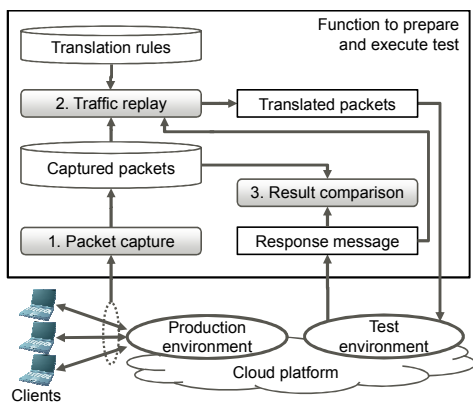 Function to prepare
and execute test
Translation rules
2. Traffic replay
Translated packets
Captured packets
3. Result comparison
1. Packet capture
Response message
Production
environment
Test
environment
Cloud platform
Clients